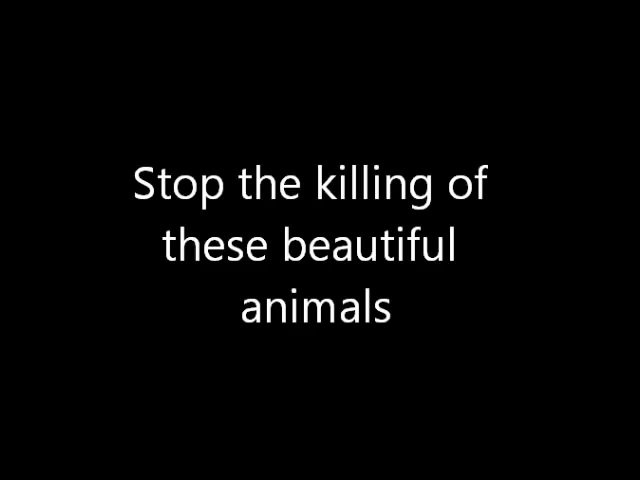 Stop the killing of
these beautiful
animals